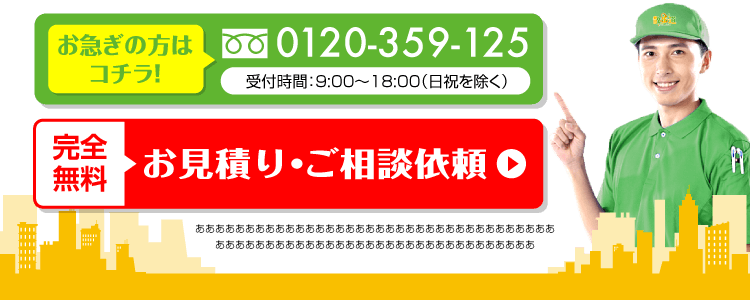 お急ぎの方は
コチラ!
0120-359-125
受付時間:9:00〜18:00(日祝を除く)
完全
無料
お見積り・ご相談依頼
ああああああああああああああああああああああああああああああああああああ
ああああああああああああああああああああああああああああああああ